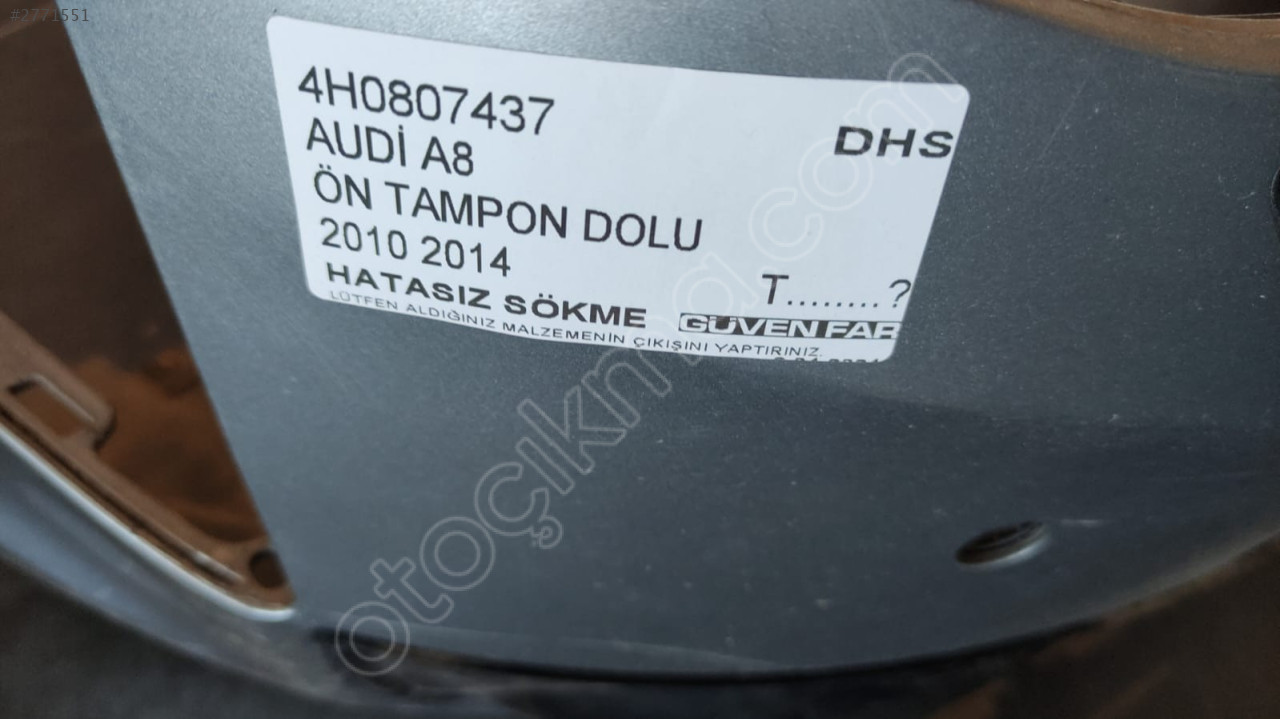 #2771551
4H0807437
DHS
AUDİ A8
ÖN TAMPON DOLU
2010 2014
T........?
HATASIZ SÖKME
GÜVEN FAR
LÜTFEN ALDIĞINIZ MALZEMENİN ÇIKIŞINI YAPTIRINIZ.
otoçıkma.com